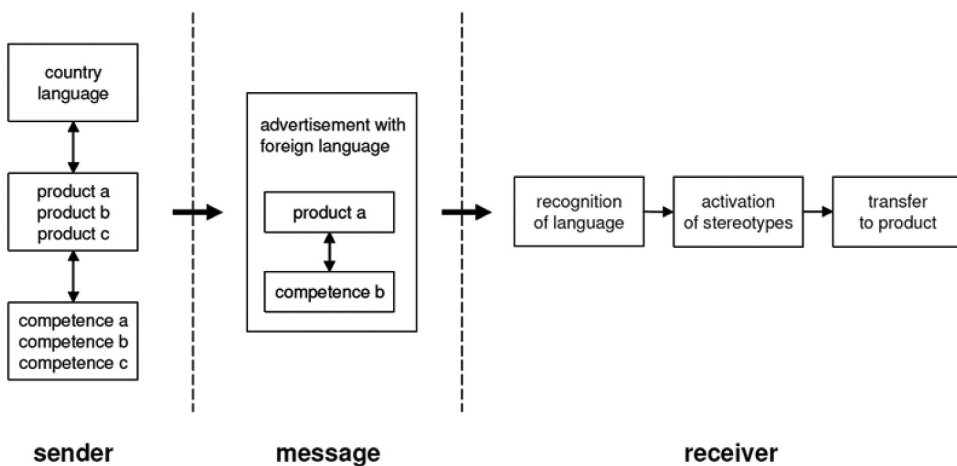 country
language
product a
product b
product c
competence a
competence b
competence c
sender
advertisement with
foreign language
product a
competence b
message
recognition
of language
activation
of stereotypes
transfer
to product
receiver